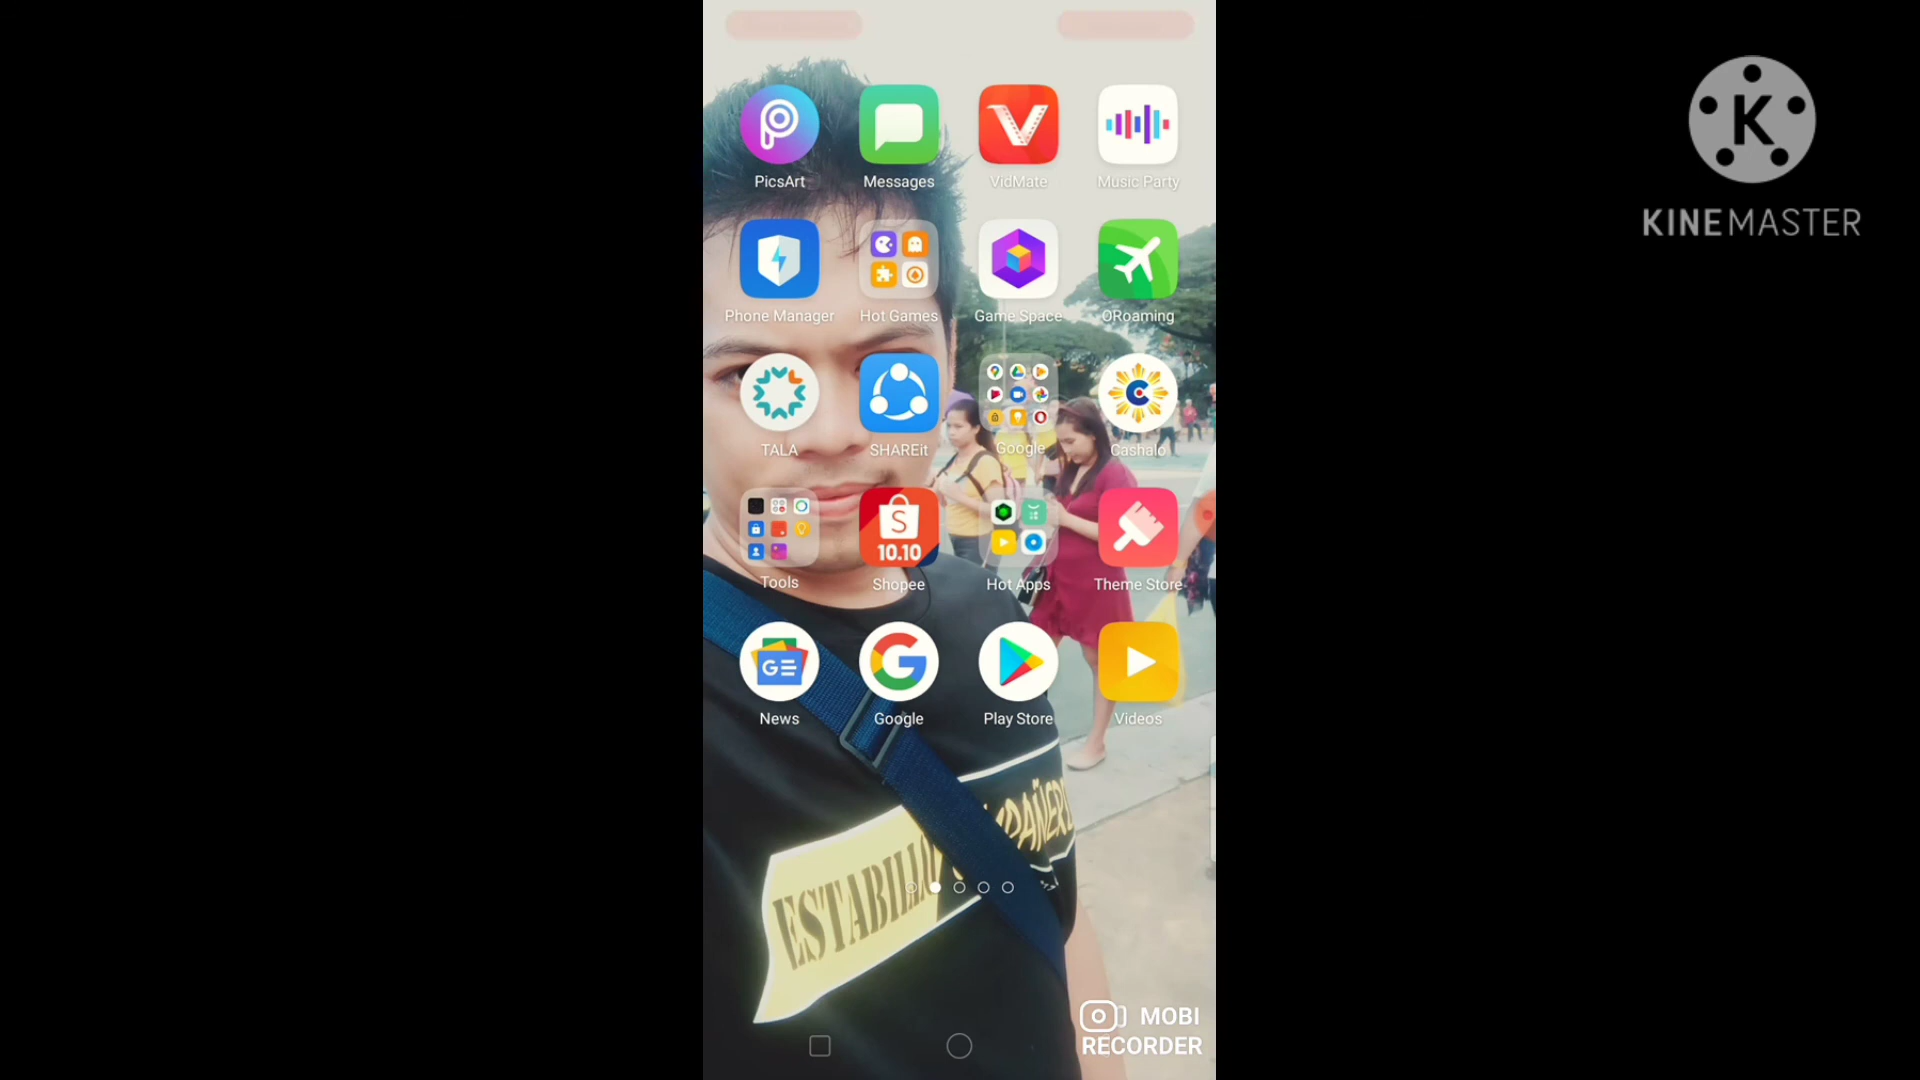 KINEMASTER
PicsArt
Messages
VidMate
Music Party
Phone Manager
Hot Games
Game Space
ORoaming
TALA
SHAREit
Google
Cashalo
10.10
Tools
Shopee
Hot Apps
Theme Store
News
Google
Play Store
Videos
MOBI
RECORDER